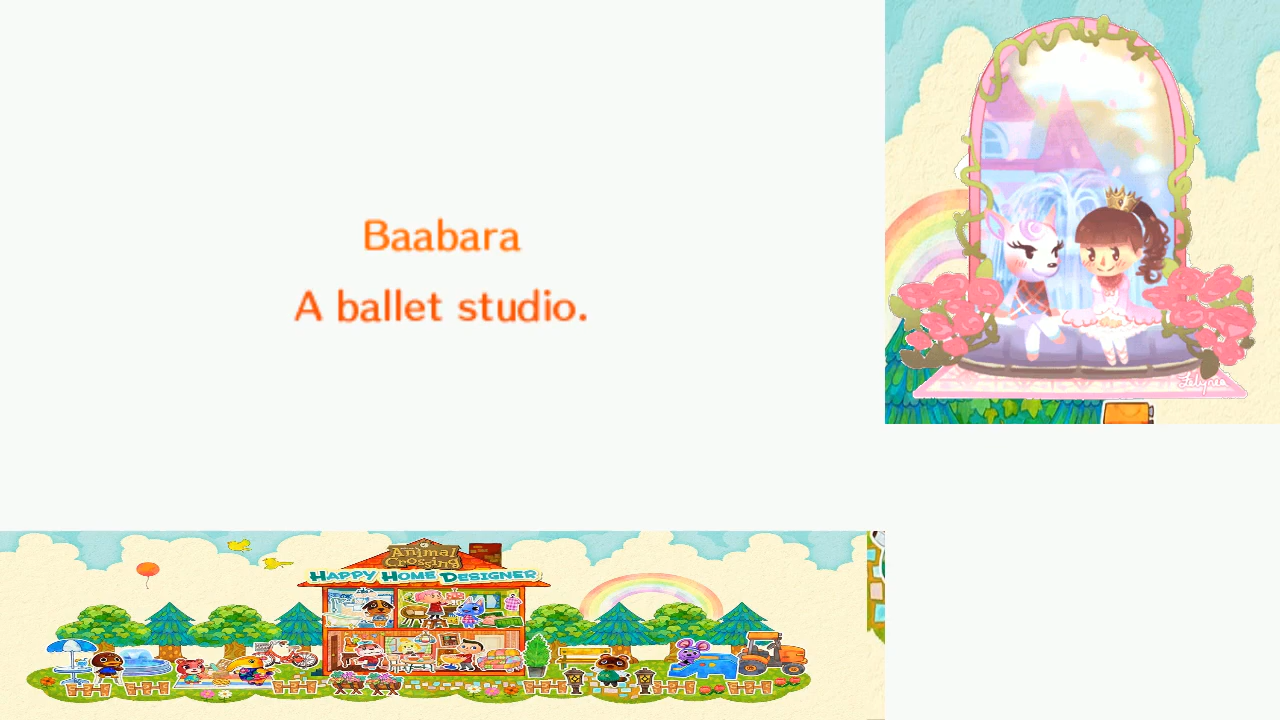 Baabara
A ballet studio.
Animal
Crossing
HAPPY HOME DESIGNER